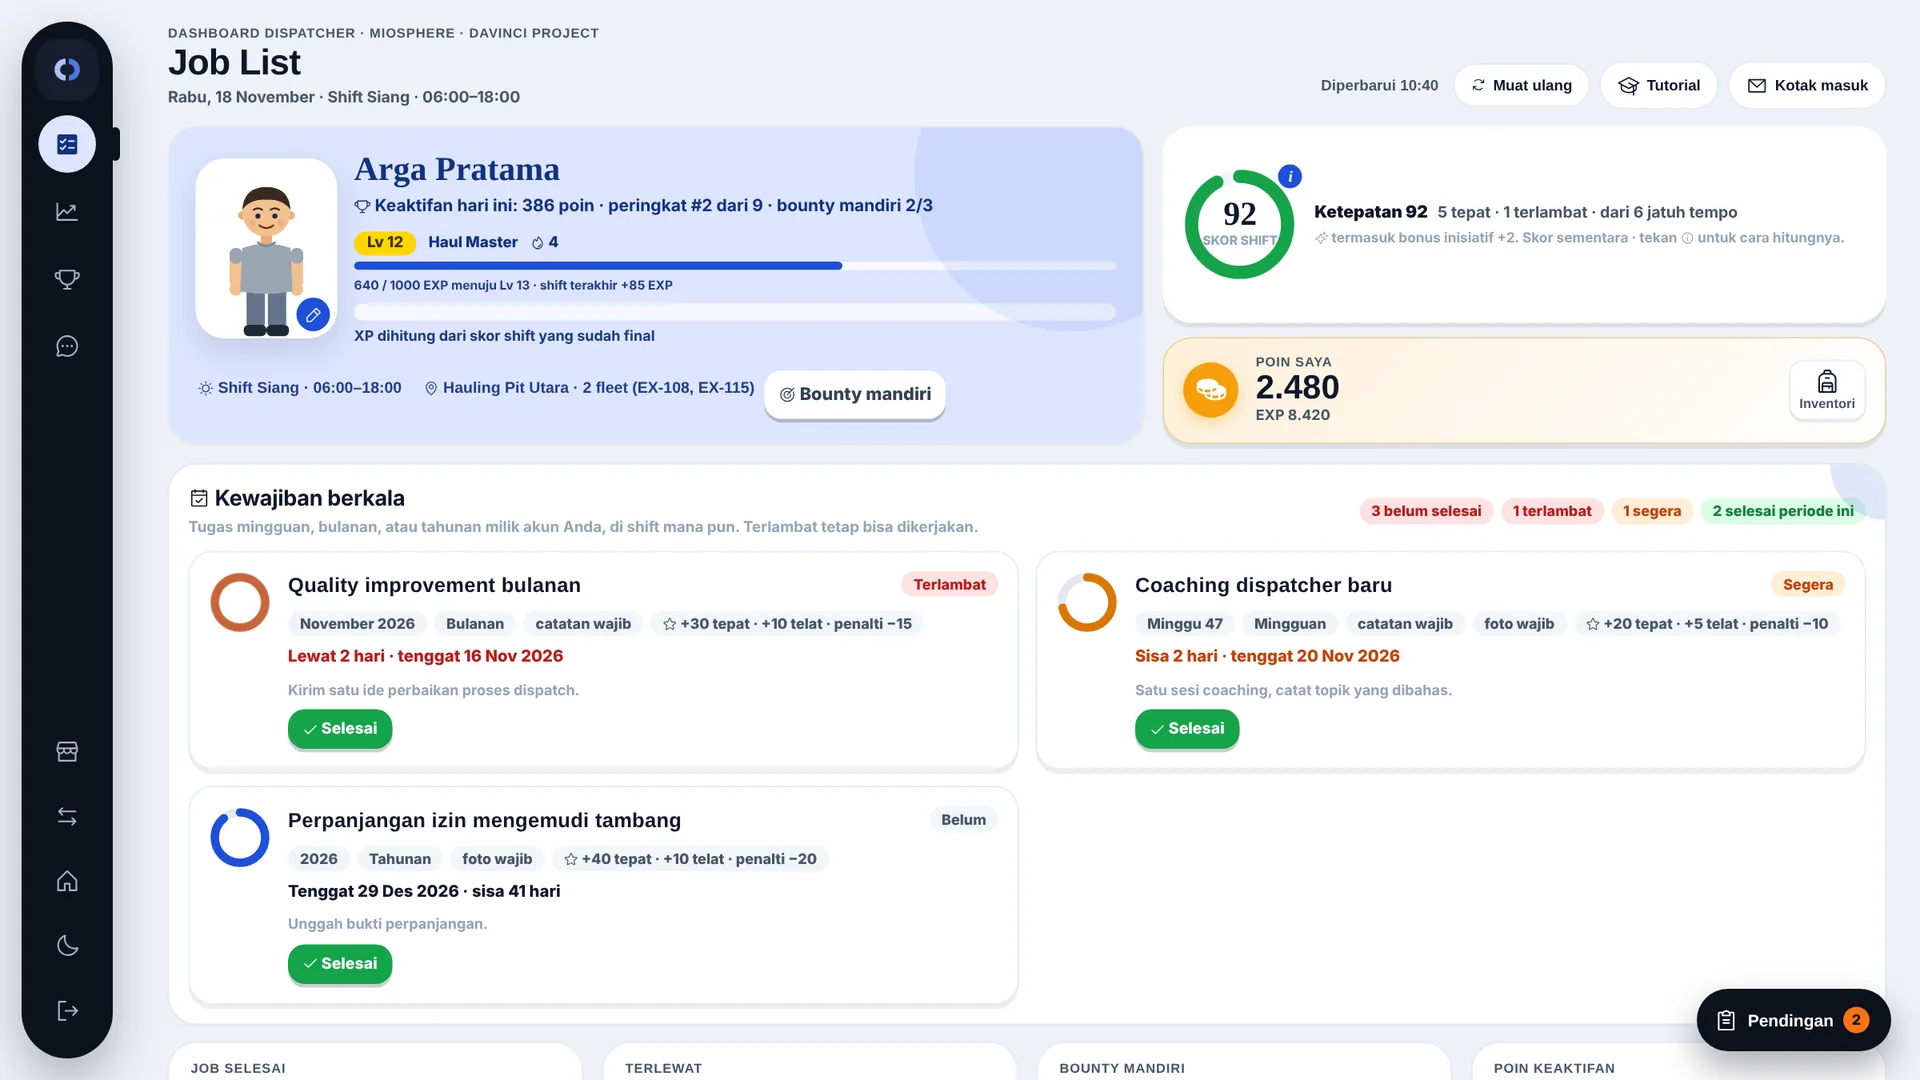 DASHBOARD DISPATCHER · MIOSPHERE · DAVINCI PROJECT
Job List
Rabu, 18 November · Shift Siang · 06:00–18:00
Diperbarui 10:40
Muat ulang
Tutorial
Kotak masuk
Arga Pratama
Keaktifan hari ini: 386 poin · peringkat #2 dari 9 · bounty mandiri 2/3
Lv 12
Haul Master
4
640 / 1000 EXP menuju Lv 13 · shift terakhir +85 EXP
XP dihitung dari skor shift yang sudah final
Shift Siang · 06:00–18:00
Hauling Pit Utara · 2 fleet (EX-108, EX-115)
Bounty mandiri
92
SKOR SHIFT
i
Ketepatan 92 5 tepat · 1 terlambat · dari 6 jatuh tempo
termasuk bonus inisiatif +2. Skor sementara · tekan ⓘ untuk cara hitungnya.
POIN SAYA
2.480
EXP 8.420
Inventori
Kewajiban berkala
Tugas mingguan, bulanan, atau tahunan milik akun Anda, di shift mana pun. Terlambat tetap bisa dikerjakan.
3 belum selesai
1 terlambat
1 segera
2 selesai periode ini
Quality improvement bulanan
Terlambat
November 2026
Bulanan
catatan wajib
+30 tepat · +10 telat · penalti −15
Lewat 2 hari · tenggat 16 Nov 2026
Kirim satu ide perbaikan proses dispatch.
Selesai
Coaching dispatcher baru
Segera
Minggu 47
Mingguan
catatan wajib
foto wajib
+20 tepat · +5 telat · penalti −10
Sisa 2 hari · tenggat 20 Nov 2026
Satu sesi coaching, catat topik yang dibahas.
Selesai
Perpanjangan izin mengemudi tambang
Belum
2026
Tahunan
foto wajib
+40 tepat · +10 telat · penalti −20
Tenggat 29 Des 2026 · sisa 41 hari
Unggah bukti perpanjangan.
Selesai
Pendingan 2
JOB SELESAI
TERLEWAT
BOUNTY MANDIRI
POIN KEAKTIFAN